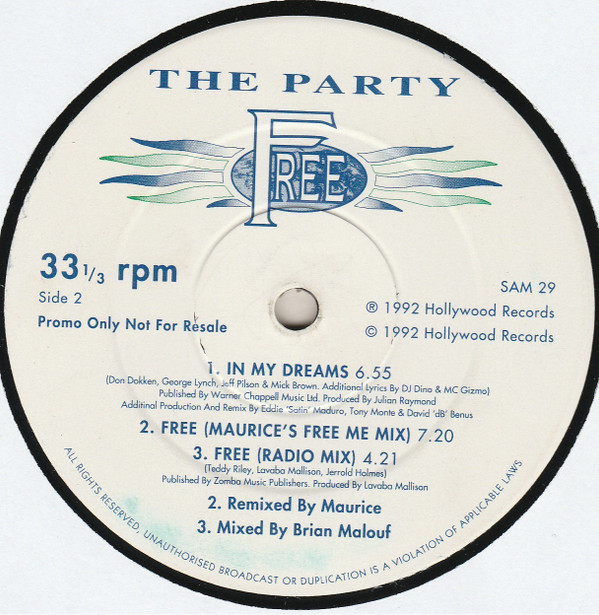 THE PARTY
FREE
33 1/3 rpm
Side 2
Promo Only Not For Resale
SAM 29
® 1992 Hollywood Records
© 1992 Hollywood Records
1. IN MY DREAMS 6.55
(Don Dokken, George Lynch, Jeff Pilson & Mick Brown. Additional Lyrics By DJ Dino & MC Gizmo)
Published By Warner Chappell Music Ltd. Produced By Julian Raymond
Additinal Production And Remix By Eddie "Satin" Maduro, Tony Monte & David 'dB' Benus
2. FREE (MAURICE'S FREE ME MIX) 7.20
3. FREE (RADIO MIX) 4.21
(Teddy Riley, Lavaba Mallison, Jerrold Holmes)
Published By Zomba Music Publishers. Produced By Lavaba Mallison
2. Remixed By Maurice
3. Mixed By Brian Malouf
ALL RIGHTS RESERVED, UNAUTHORISED BROADCAST OR DUPLICATION IS A VIOLATION OF APPLICABLE LAWS